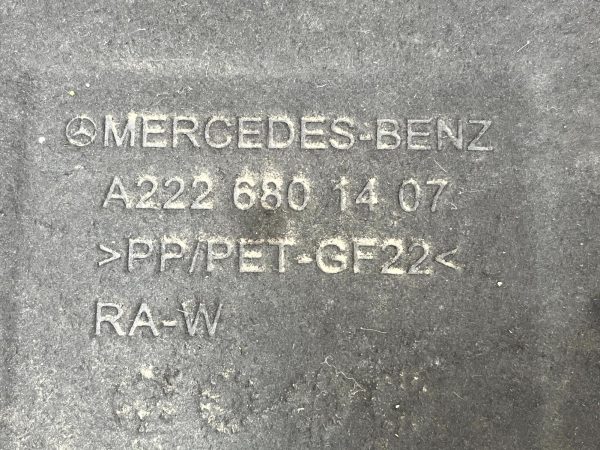 MERCEDES-BENZ
A222 680 14 07
>PP/PET-GF22<
RA-W